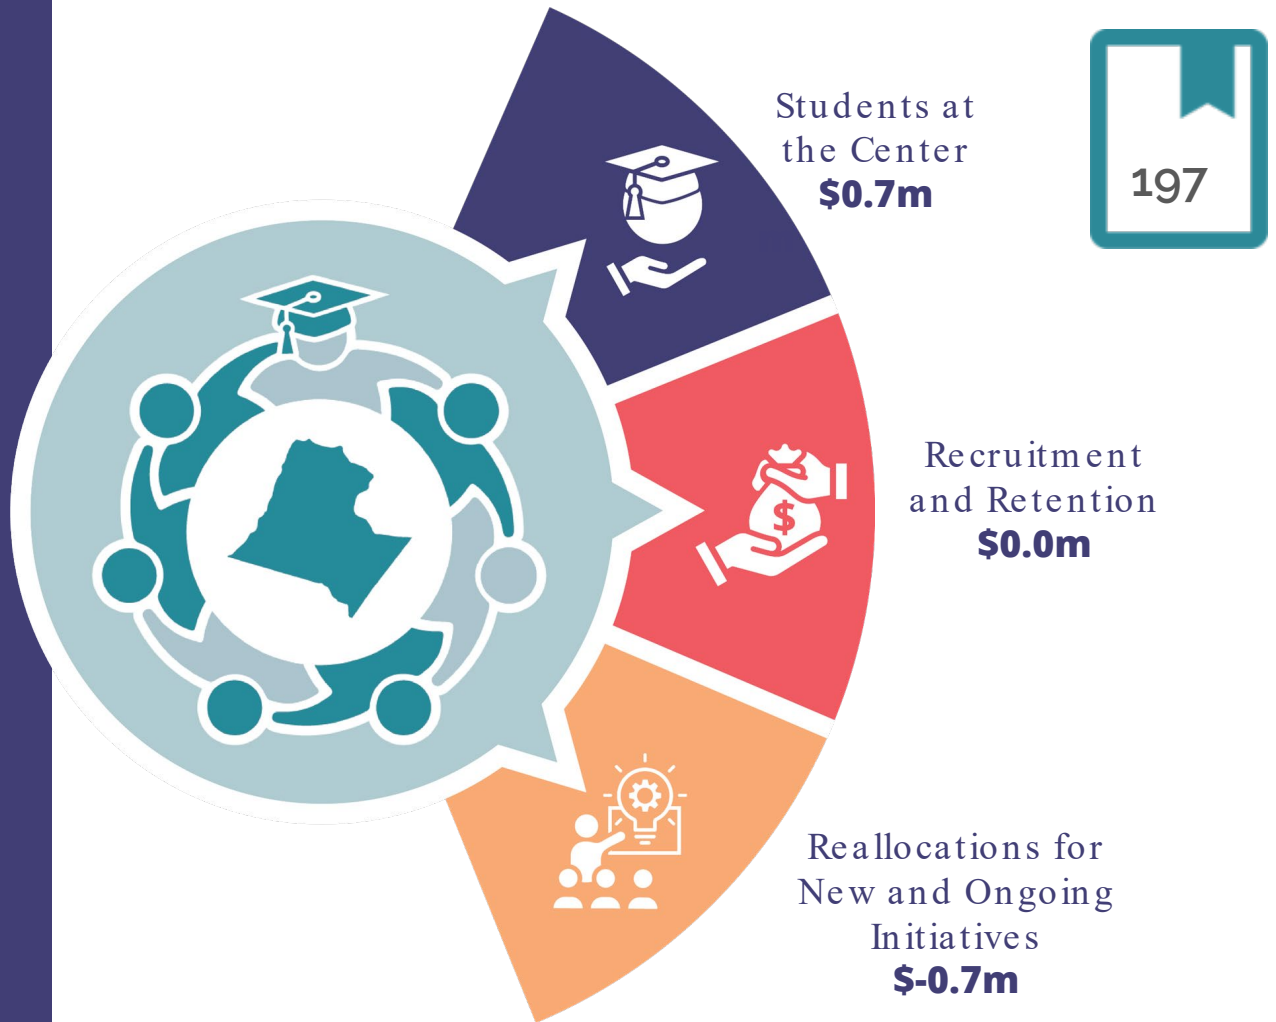 Students at
the Center
$0.7m
197
Recruitment
and Retention
$0.0m
$
Reallocations for
New and Ongoing
Initiatives
$-0.7m